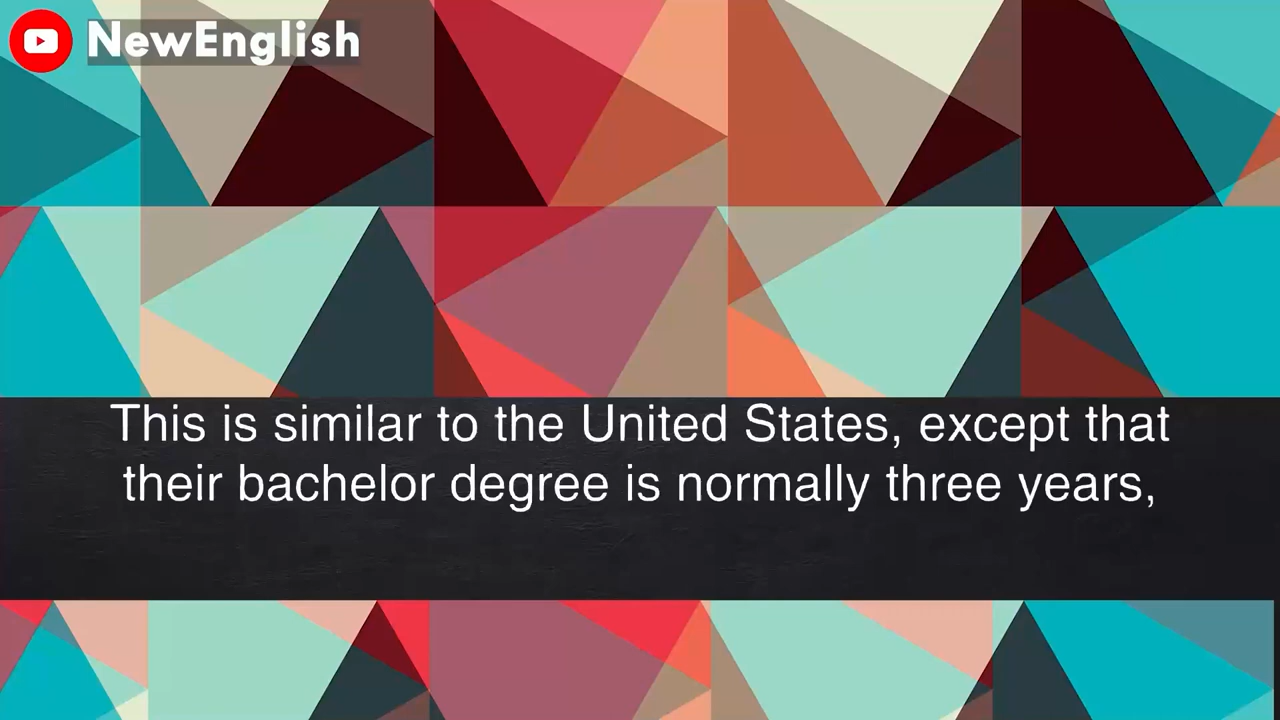 NewEnglish
This is similar to the United States, except that
their bachelor degree is normally three years,